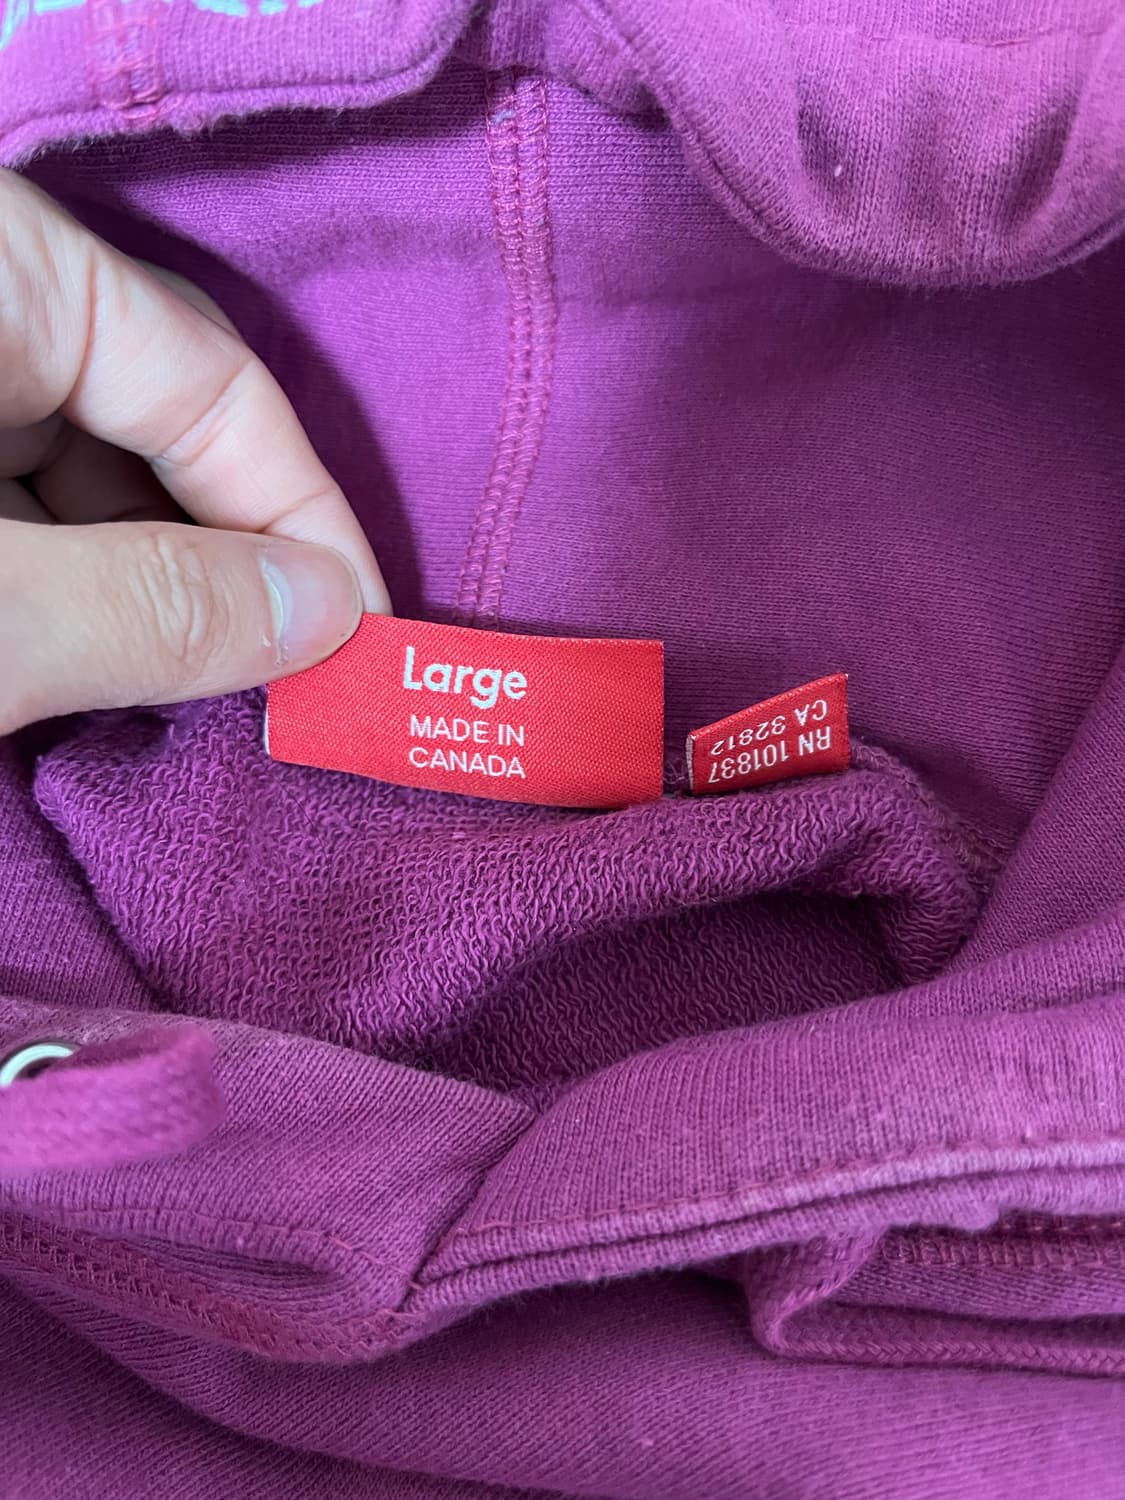 Large
MADE IN
CANADA
RN 101837
CA 32812